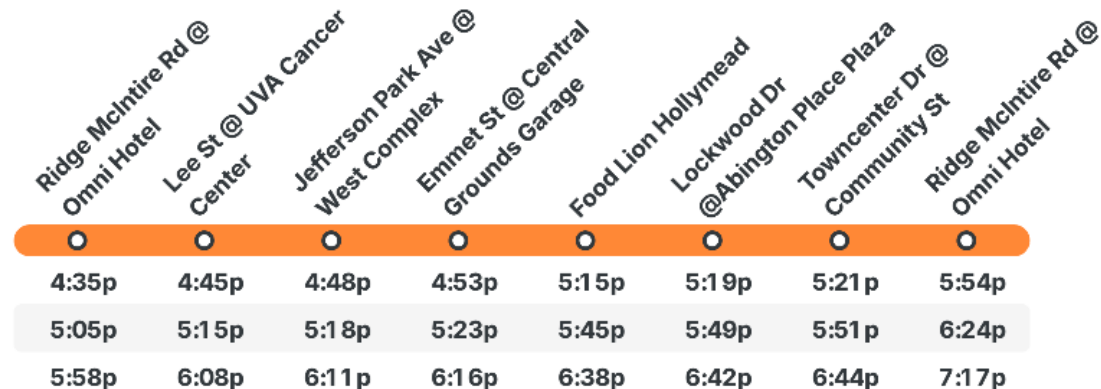 Ridge McIntire Rd @
Omni Hotel
Lee St @ UVA Cancer
Center
Jefferson Park Ave @
West Complex
Emmet St @ Central
Grounds Garage
Food Lion Hollymead
Lockwood Dr
@Abington Place Plaza
Towncenter Dr @
Community St
Ridge McIntire Rd @
Omni Hotel
4:35p 4:45p 4:48p 4:53p 5:15p 5:19p 5:21p 5:54p
5:05p 5:15p 5:18p 5:23p 5:45p 5:49p 5:51p 6:24p
5:58p 6:08p 6:11p 6:16p 6:38p 6:42p 6:44p 7:17p